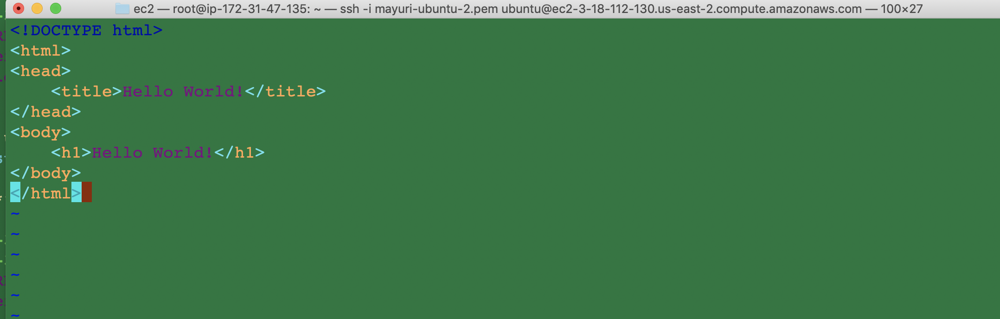 ec2 — root@ip-172-31-47-135: ~ — ssh -i mayuri-ubuntu-2.pem ubuntu@ec2-3-18-112-130.us-east-2.compute.amazonaws.com — 100×27
<!DOCTYPE html>
<html>
<head>
    <title>Hello World!</title>
</head>
<body>
    <h1>Hello World!</h1>
</body>
</html>
~
~
~
~
~
~